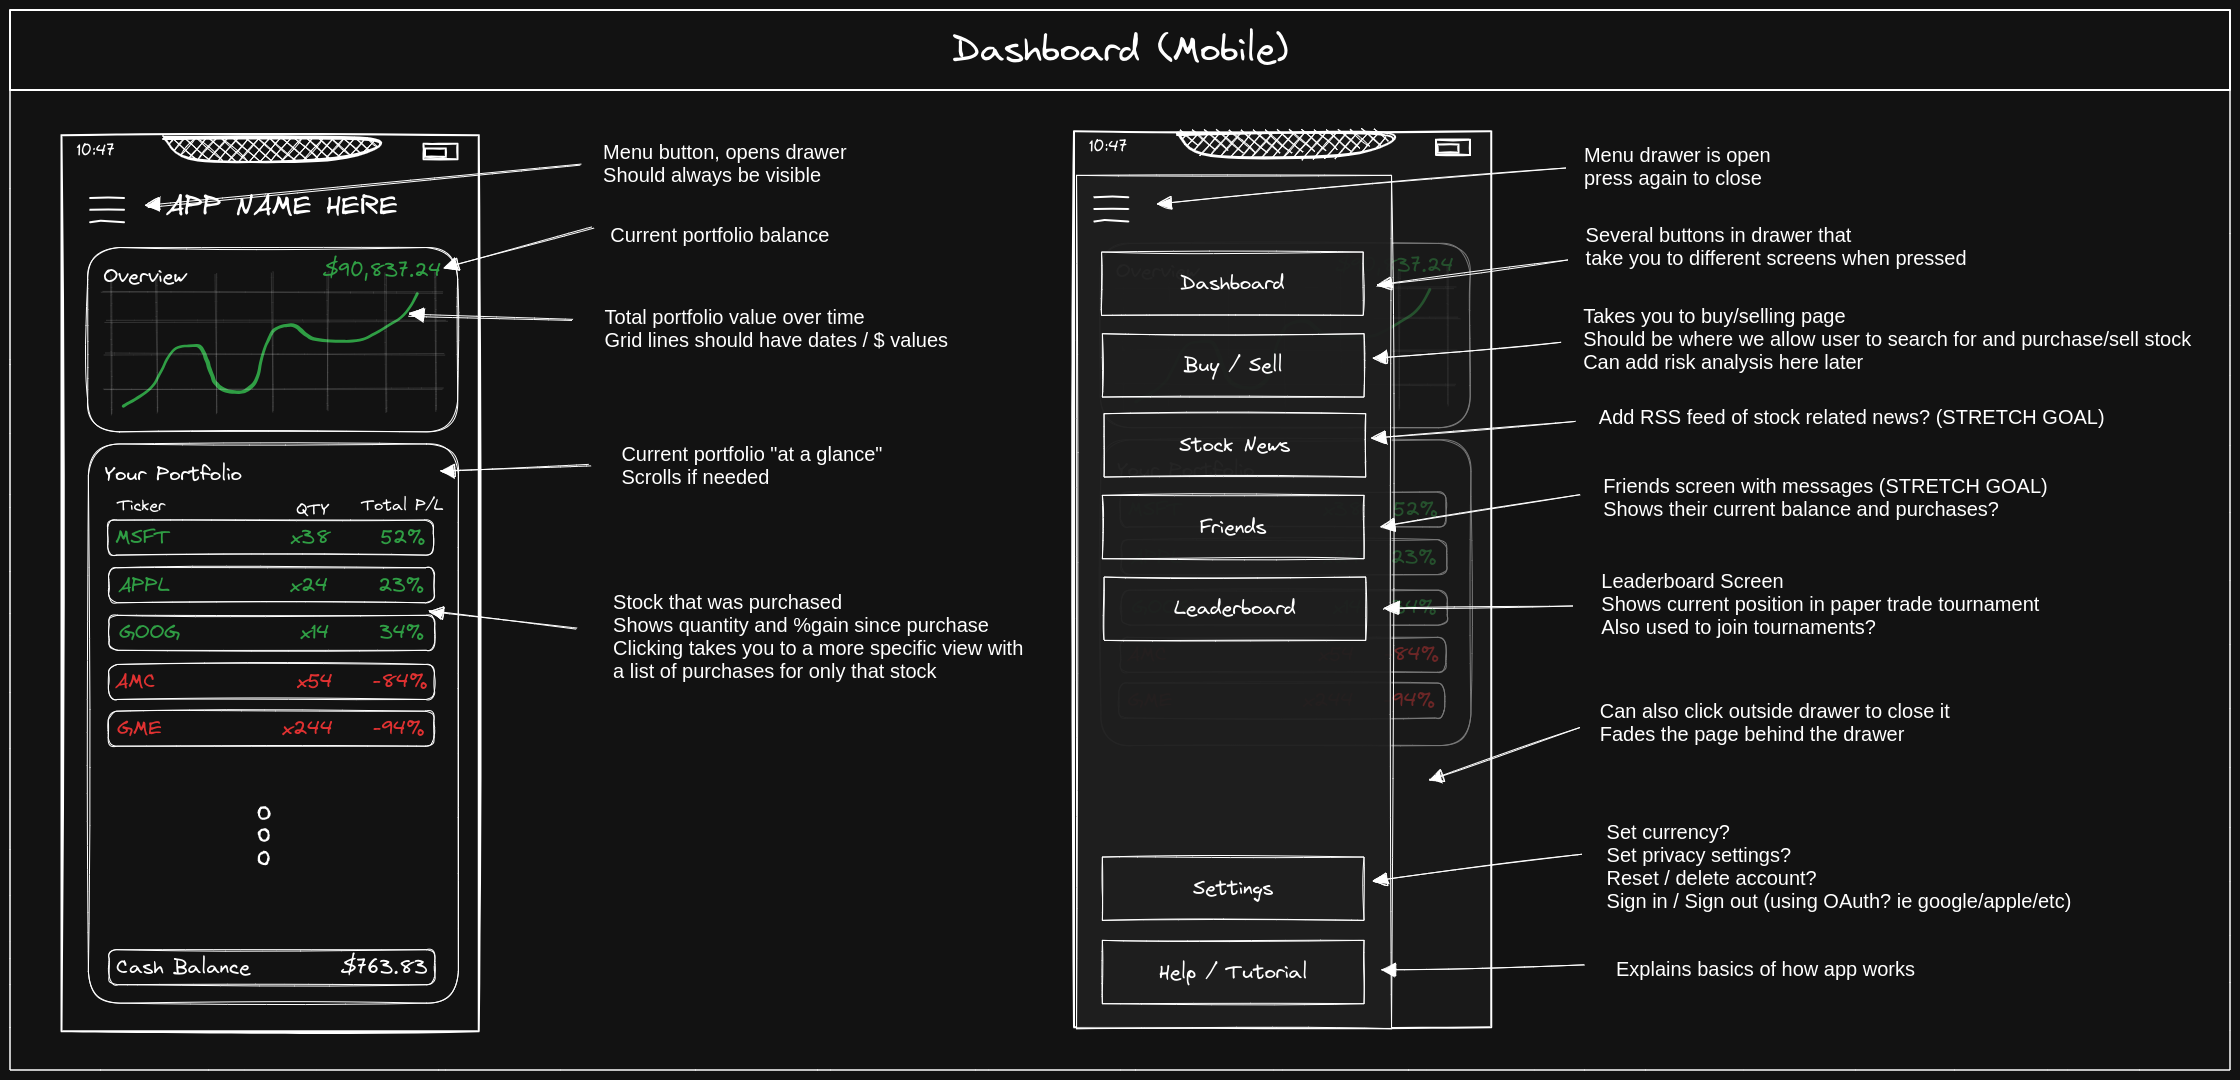 Dashboard (Mobile)
10:47
APP NAME HERE
Overview
$90,837.24
Your Portfolio
Ticker QTY Total P/L
MSFT x38 52%
APPL x24 23%
GOOG x14 34%
AMC x54 -84%
GME x244 -94%
Cash Balance $763.83
Menu button, opens drawer
Should always be visible
Current portfolio balance
Total portfolio value over time
Grid lines should have dates / $ values
Current portfolio "at a glance"
Scrolls if needed
Stock that was purchased
Shows quantity and %gain since purchase
Clicking takes you to a more specific view with
a list of purchases for only that stock
10:47
Overview
37.24
Dashboard
Buy / Sell
Stock News
Your Portfolio
Friends
52%
23%
Leaderboard
34%
84%
94%
Settings
Help / Tutorial
Menu drawer is open
press again to close
Several buttons in drawer that
take you to different screens when pressed
Takes you to buy/selling page
Should be where we allow user to search for and purchase/sell stock
Can add risk analysis here later
Add RSS feed of stock related news? (STRETCH GOAL)
Friends screen with messages (STRETCH GOAL)
Shows their current balance and purchases?
Leaderboard Screen
Shows current position in paper trade tournament
Also used to join tournaments?
Can also click outside drawer to close it
Fades the page behind the drawer
Set currency?
Set privacy settings?
Reset / delete account?
Sign in / Sign out (using OAuth? ie google/apple/etc)
Explains basics of how app works